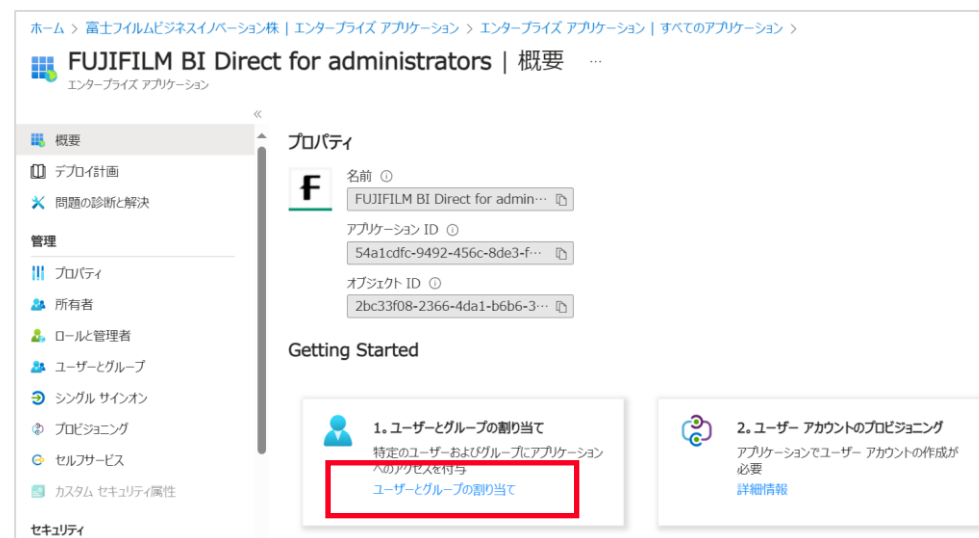 ホーム > 富士フイルムビジネスイノベーション株 | エンタープライズ アプリケーション > エンタープライズ アプリケーション | すべてのアプリケーション >
FUJIFILM BI Direct for administrators | 概要 …
エンタープライズ アプリケーション
«
概要
デプロイ計画
問題の診断と解決
管理
プロパティ
所有者
ロールと管理者
ユーザーとグループ
シングル サインオン
プロビジョニング
セルフサービス
カスタム セキュリティ属性
セキュリティ
プロパティ
F
名前
FUJIFILM BI Direct for admin…
アプリケーション ID
54a1cdfc-9492-456c-8de3-f…
オブジェクト ID
2bc33f08-2366-4da1-b6b6-3…
Getting Started
1。ユーザーとグループの割り当て
特定のユーザーおよびグループにアプリケーション
へのアクセスを付与
ユーザーとグループの割り当て
2。ユーザー アカウントのプロビジョニング
アプリケーションでユーザー アカウントの作成が
必要
詳細情報